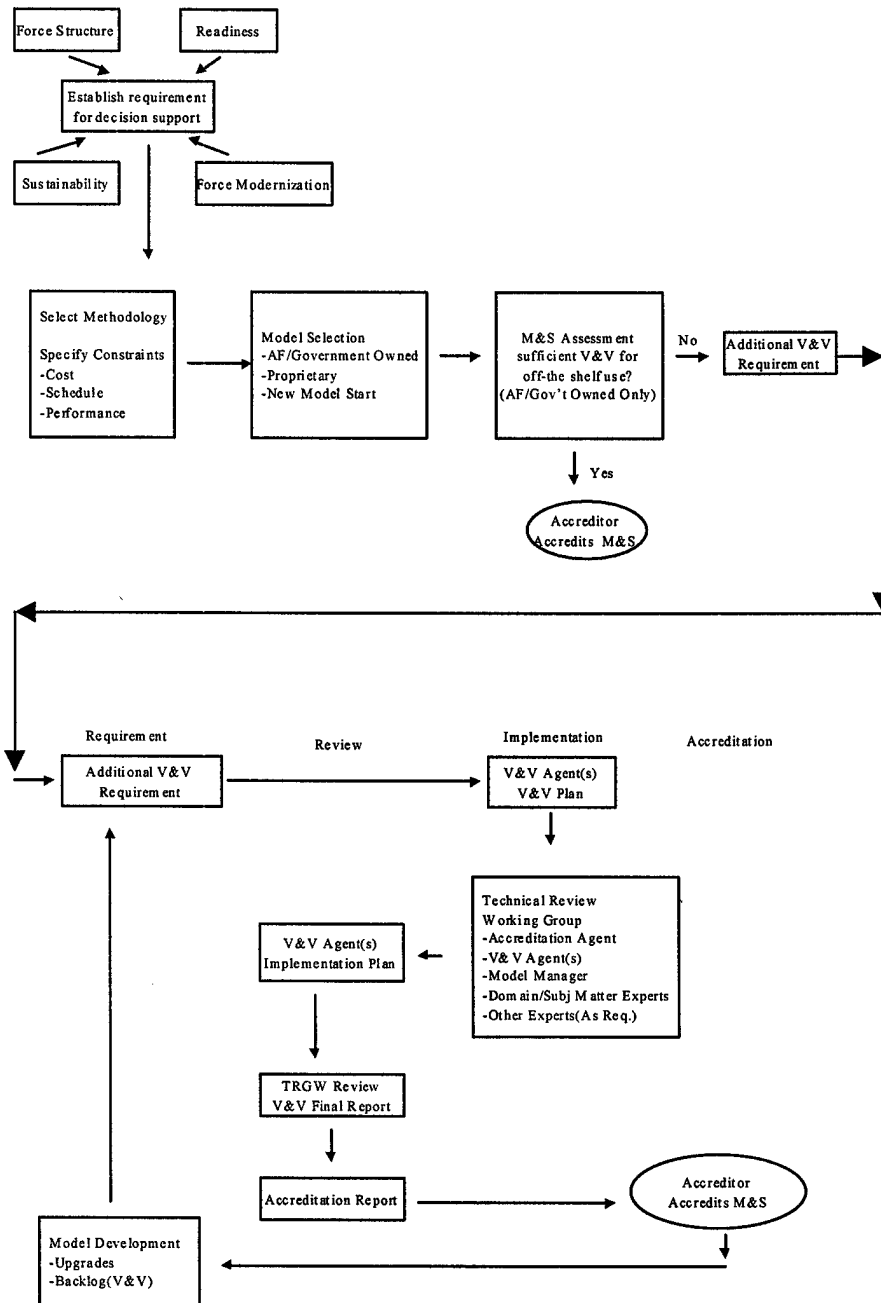 Force Structure
Readiness
Establish requirement
for decision support
Sustainability
Force Modernization
Select Methodology
Specify Constraints
-Cost
-Schedule
-Performance
Model Selection
-AF/Government Owned
-Proprietary
-New Model Start
M&S Assessment
sufficient V&V for
off-the shelf use?
(AF/Gov't Owned Only)
No
Additional V&V
Requirement
Yes
Accreditor
Accredits M&S
Requirement
Review
Implementation
Accreditation
Additional V&V
Requirement
V&V Agent(s)
V&V Plan
Technical Review
Working Group
-Accreditation Agent
-V&V Agent(s)
-Model Manager
-Domain/Subj Matter Experts
-Other Experts(As Req.)
V&V Agent(s)
Implementation Plan
TRGW Review
V&V Final Report
Accreditation Report
Accreditor
Accredits M&S
Model Development
-Upgrades
-Backlog(V&V)